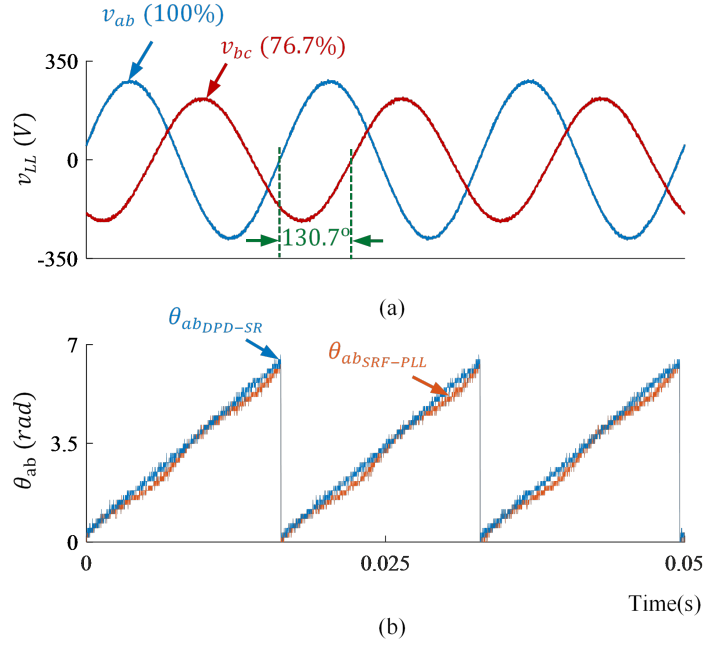 v_ab (100%)
v_bc (76.7%)
350
0
-350
v_LL (V)
130.7°
(a)
θ_ab_DPD−SR
θ_ab_SRF−PLL
7
3.5
0
θ_ab (rad)
0
0.025
0.05
Time(s)
(b)